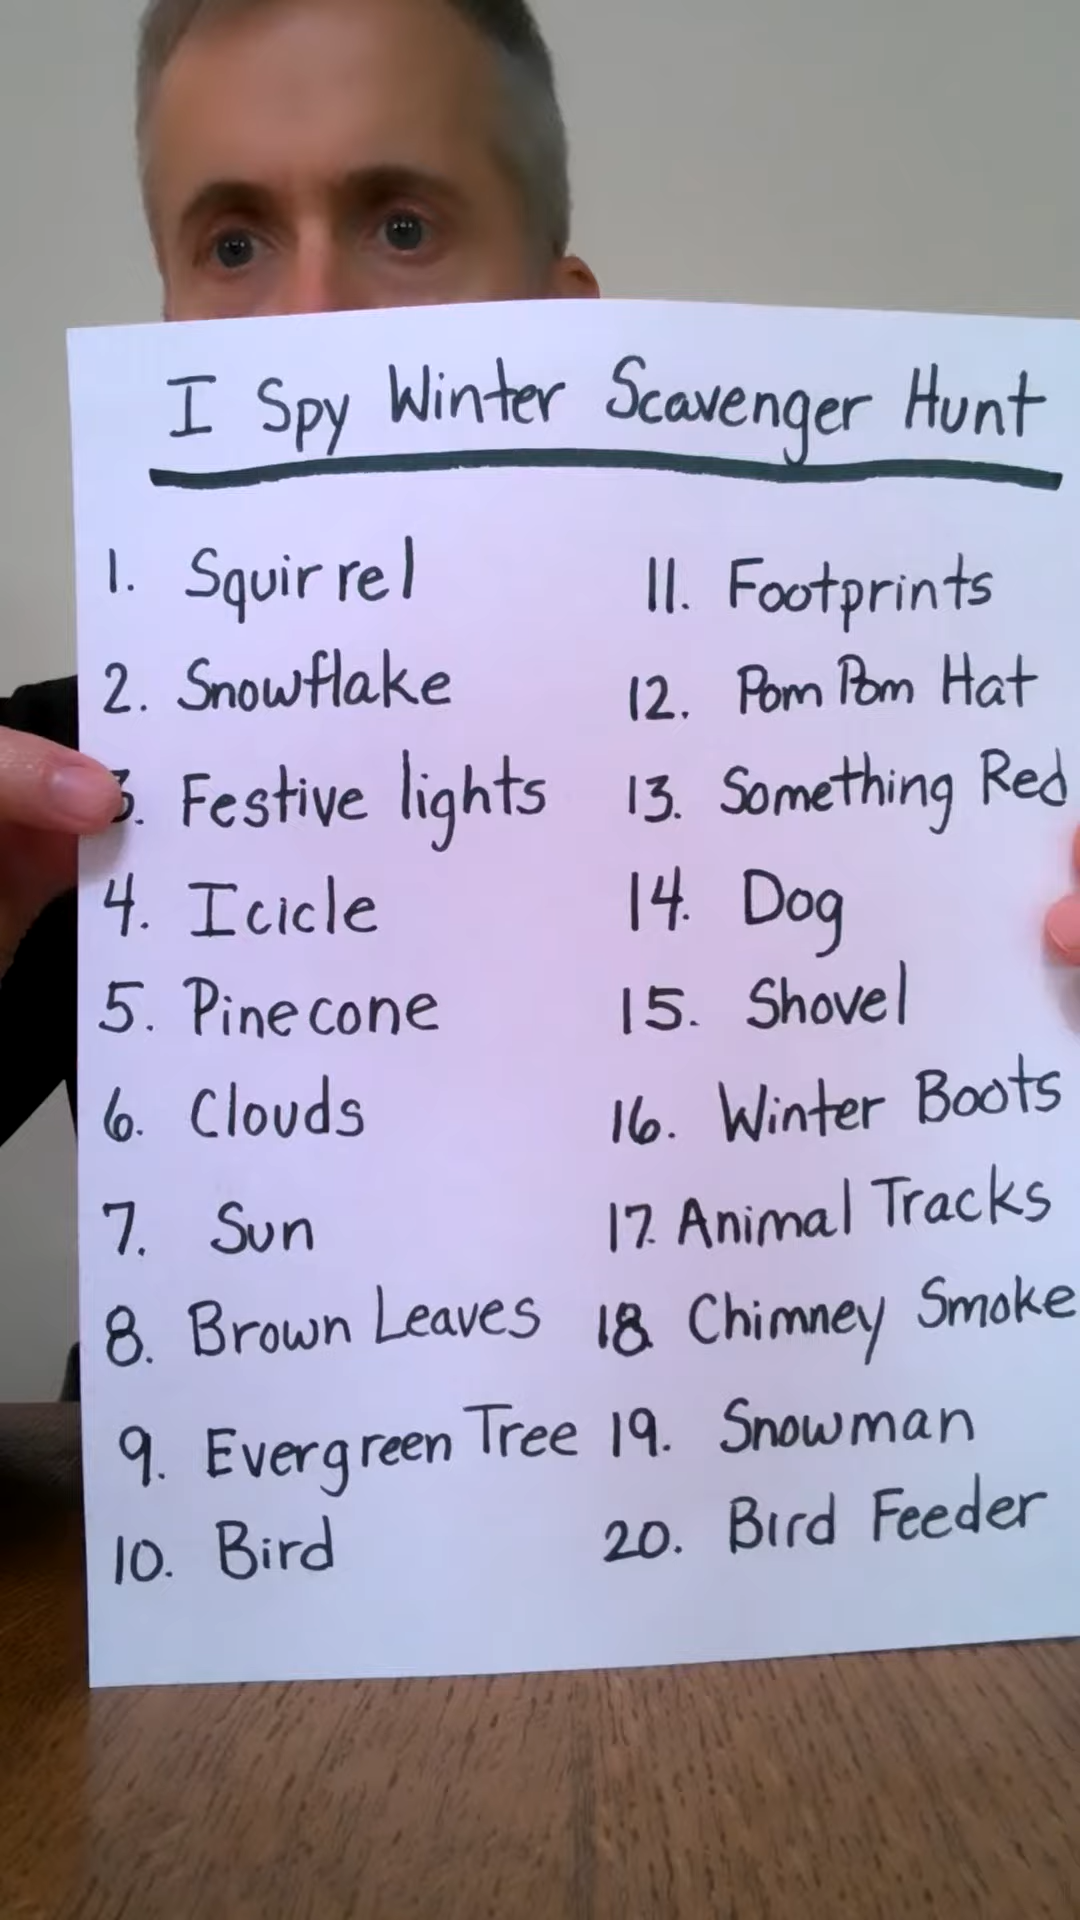 I Spy Winter Scavenger Hunt
1. Squirrel
2. Snowflake
3. Festive lights
4. Icicle
5. Pinecone
6. Clouds
7. Sun
8. Brown Leaves
9. Evergreen Tree
10. Bird
11. Footprints
12. Pom Pom Hat
13. Something Red
14. Dog
15. Shovel
16. Winter Boots
17. Animal Tracks
18. Chimney Smoke
19. Snowman
20. Bird Feeder